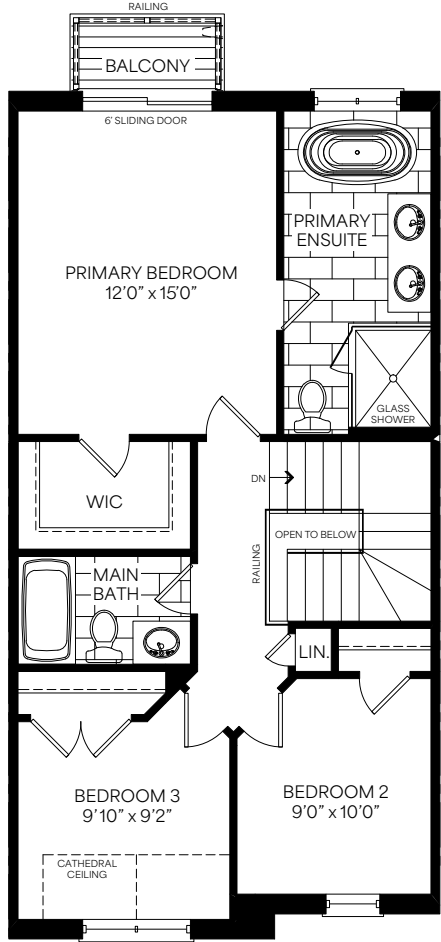 RAILING
BALCONY
6' SLIDING DOOR
PRIMARY
ENSUITE
PRIMARY BEDROOM
12'0" x 15'0"
GLASS
SHOWER
DN
WIC
OPEN TO BELOW
RAILING
MAIN
BATH
LIN.
BEDROOM 3
9'10" x 9'2"
BEDROOM 2
9'0" x 10'0"
CATHEDRAL
CEILING